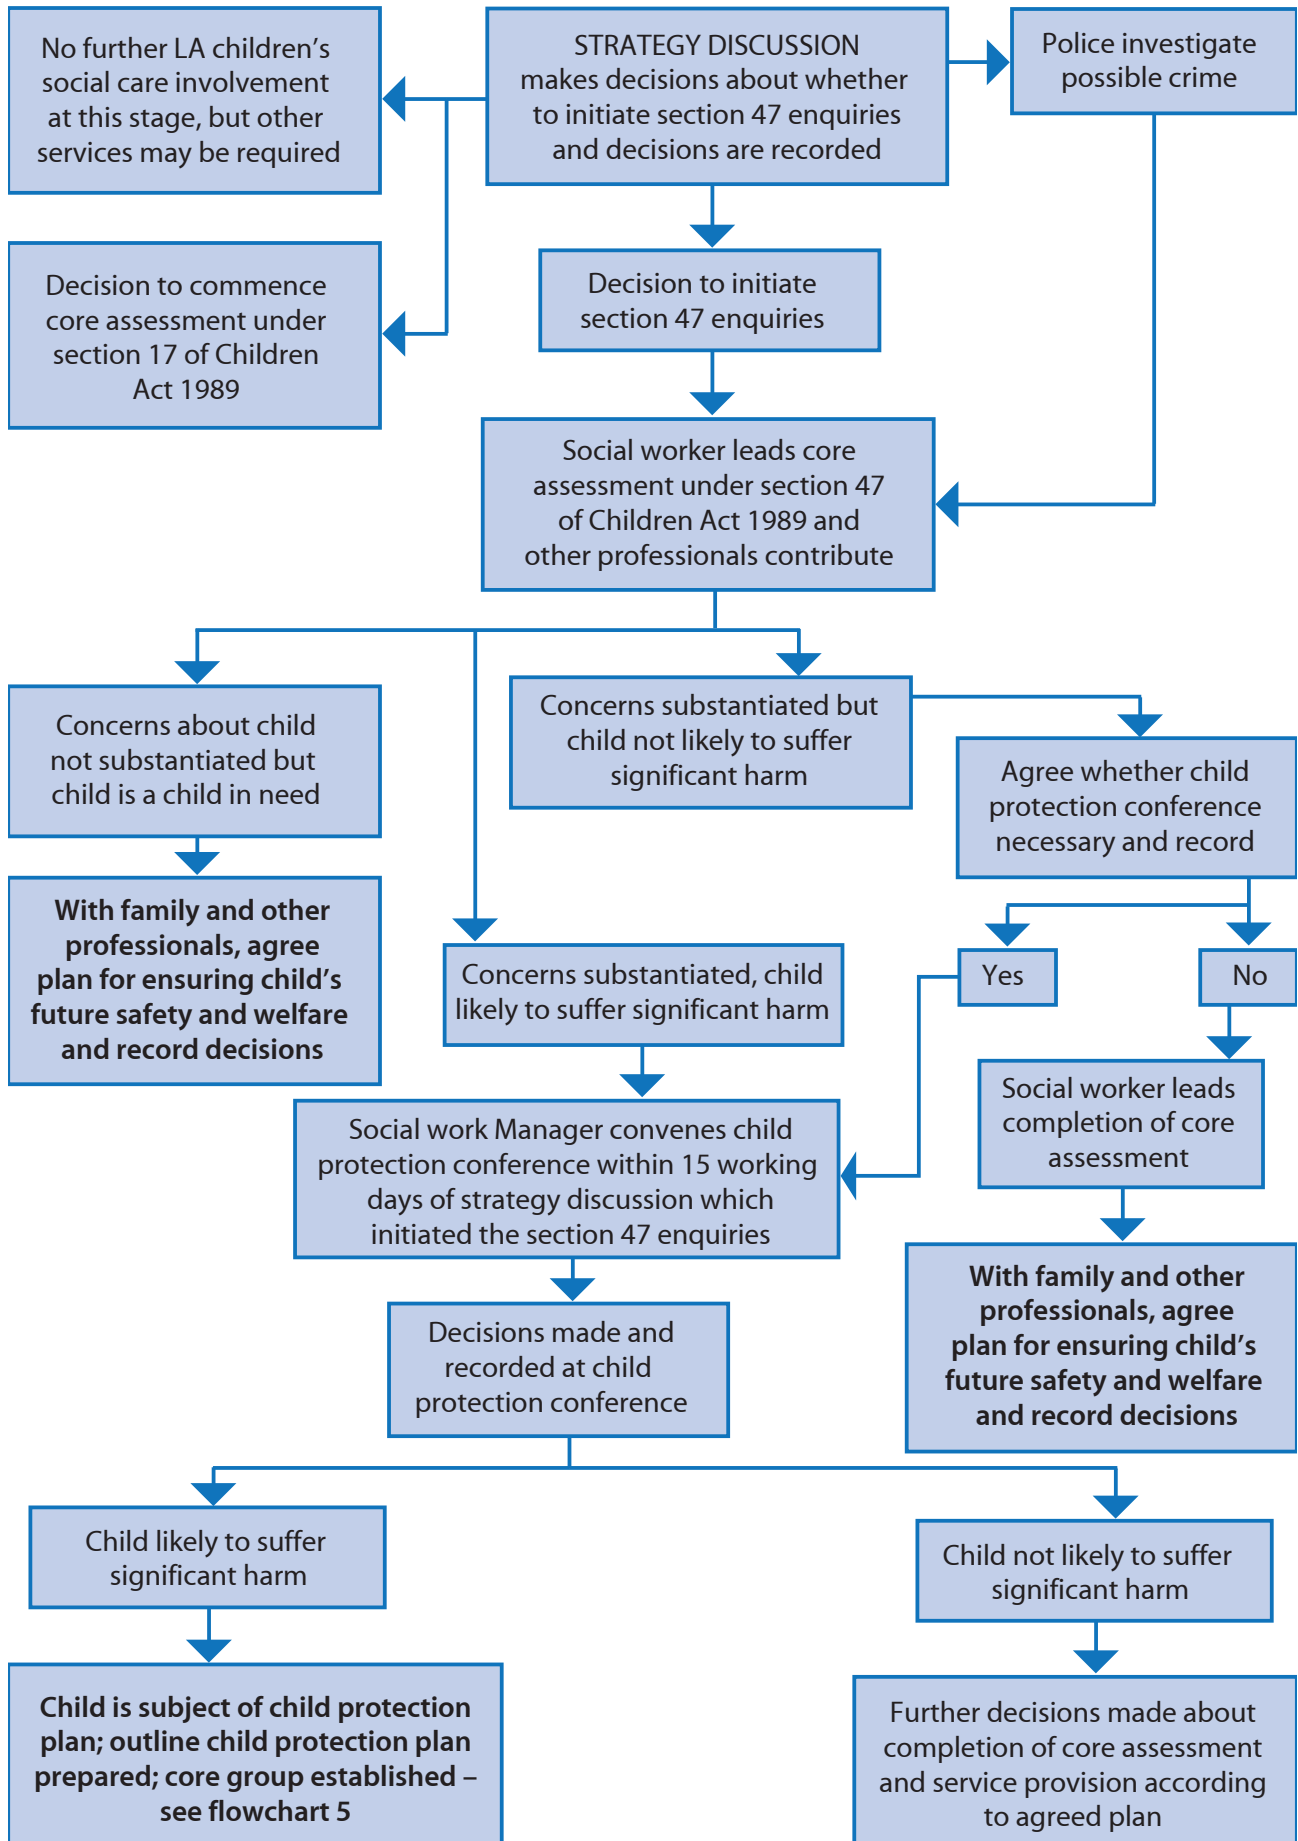 No further LA children’s
social care involvement
at this stage, but other
services may be required
STRATEGY DISCUSSION
makes decisions about whether
to initiate section 47 enquiries
and decisions are recorded
Police investigate
possible crime
Decision to commence
core assessment under
section 17 of Children
Act 1989
Decision to initiate
section 47 enquiries
Social worker leads core
assessment under section 47
of Children Act 1989 and
other professionals contribute
Concerns about child
not substantiated but
child is a child in need
Concerns substantiated but
child not likely to suffer
significant harm
Agree whether child
protection conference
necessary and record
With family and other
professionals, agree
plan for ensuring child’s
future safety and welfare
and record decisions
Concerns substantiated, child
likely to suffer significant harm
Yes
No
Social worker leads
completion of core
assessment
Social work Manager convenes child
protection conference within 15 working
days of strategy discussion which
initiated the section 47 enquiries
With family and other
professionals, agree
plan for ensuring child’s
future safety and welfare
and record decisions
Decisions made and
recorded at child
protection conference
Child likely to suffer
significant harm
Child not likely to suffer
significant harm
Child is subject of child protection
plan; outline child protection plan
prepared; core group established –
see flowchart 5
Further decisions made about
completion of core assessment
and service provision according
to agreed plan